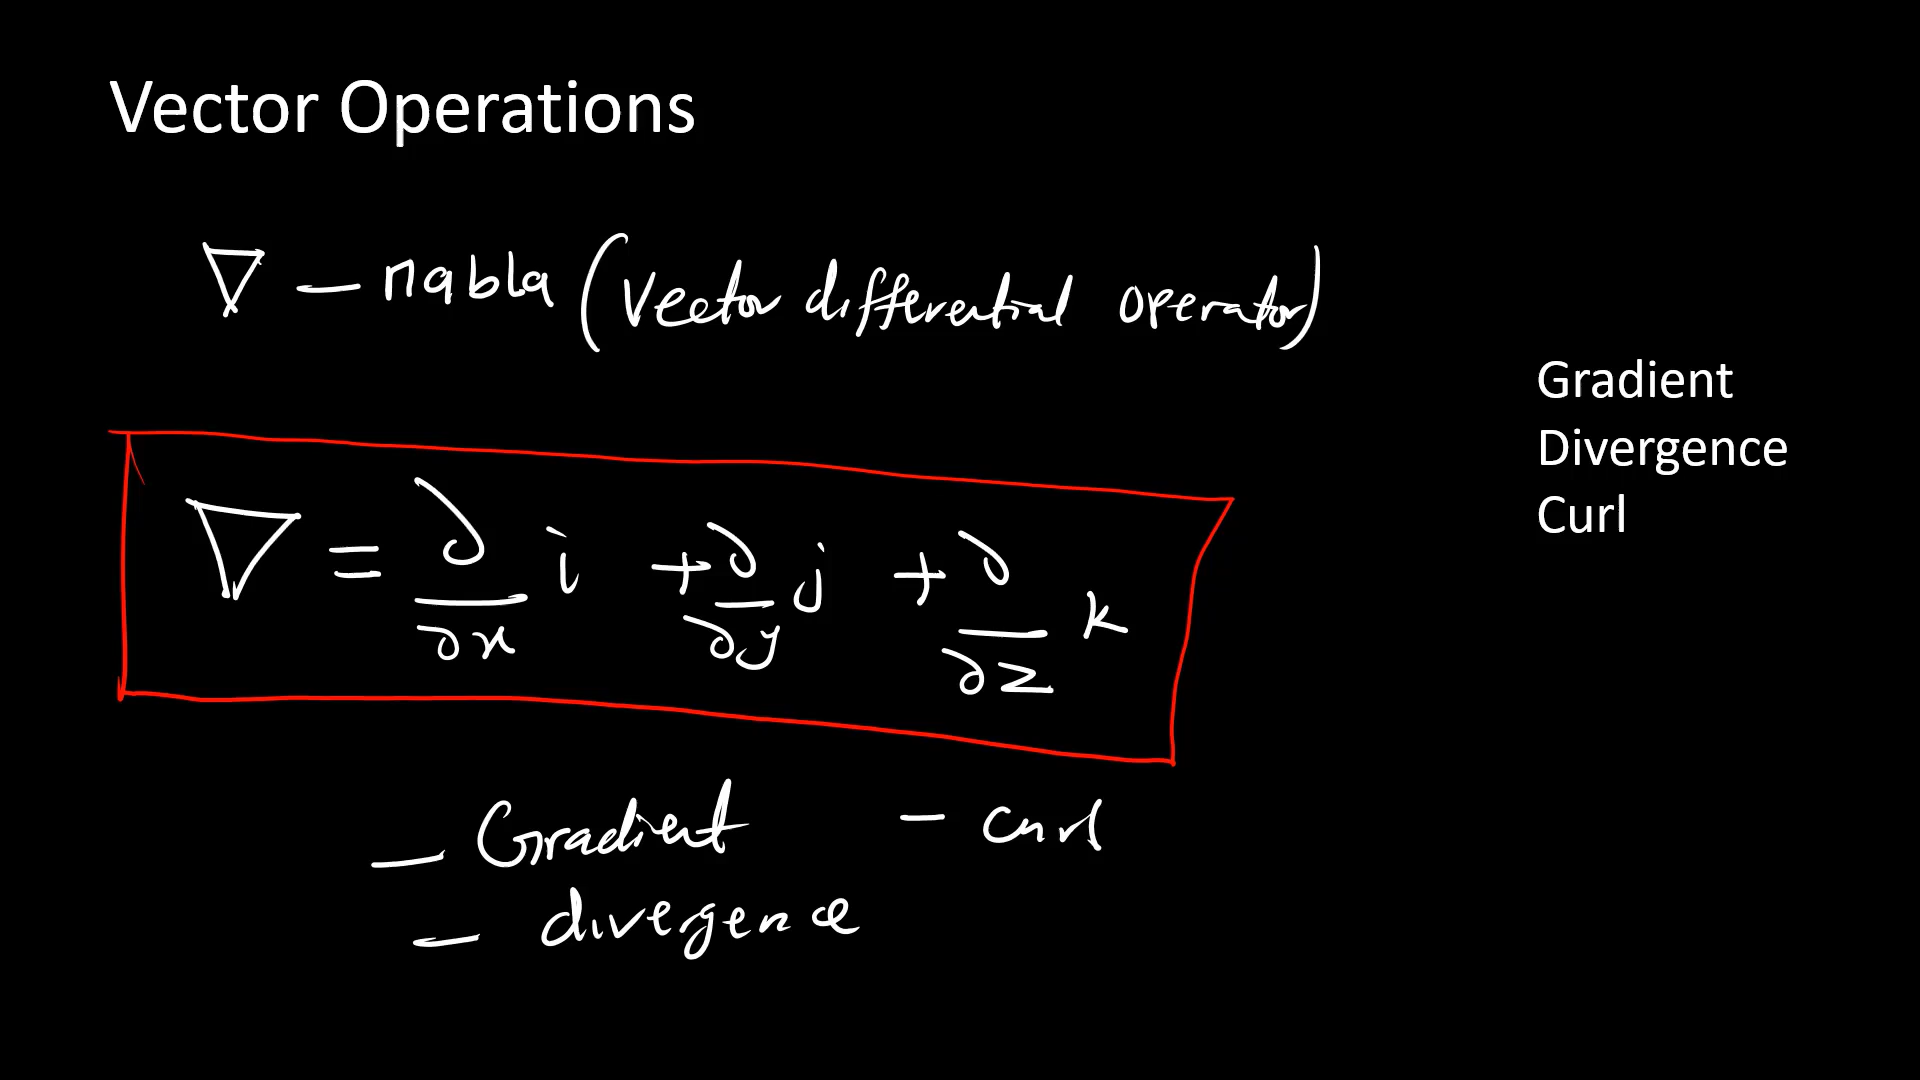 Vector Operations
∇ — nabla (Vector differential operator)
Gradient
Divergence
Curl
∇ = ∂/∂x i + ∂/∂y j + ∂/∂z k
— Gradient — curl
— divergence